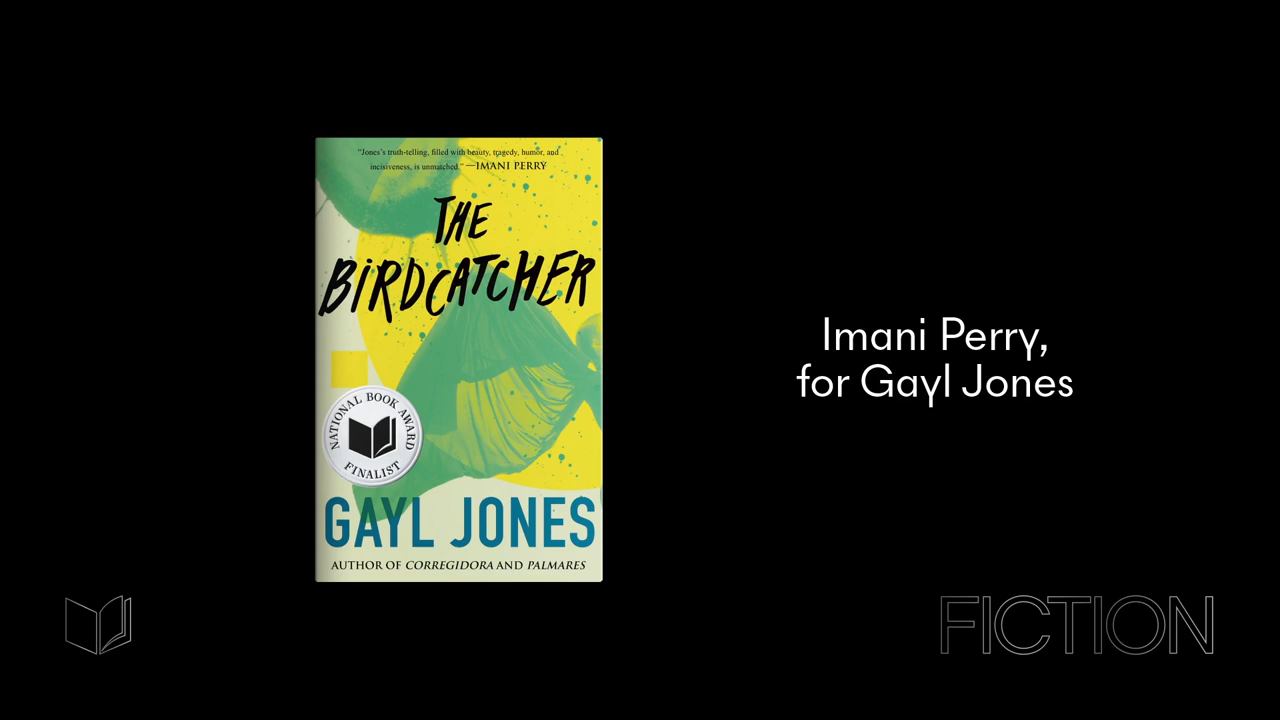 "Jones's truth-telling, filled with beauty, tragedy, humor, and
incisiveness, is unmatched." —IMANI PERRY
THE
BIRDCATCHER
NATIONAL BOOK AWARD
FINALIST
GAYL JONES
AUTHOR OF CORREGIDORA AND PALMARES
Imani Perry,
for Gayl Jones
FICTION